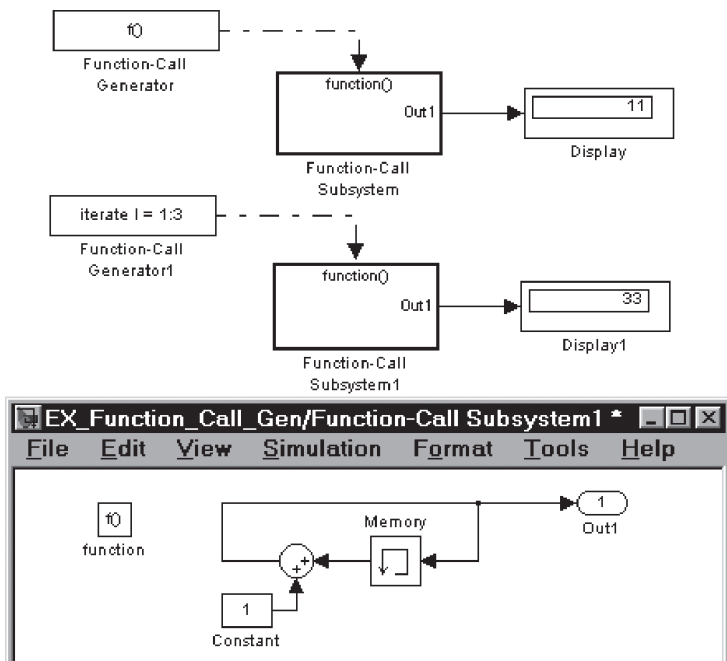 f()
Function-Call
Generator
function()
Out1
11
Function-Call
Subsystem
Display
iterate I = 1:3
Function-Call
Generator1
function()
Out1
33
Function-Call
Subsystem1
Display1
EX_Function_Call_Gen/Function-Call Subsystem1 *
File Edit View Simulation Format Tools Help
f()
function
Memory
1
Out1
+
+
1
Constant